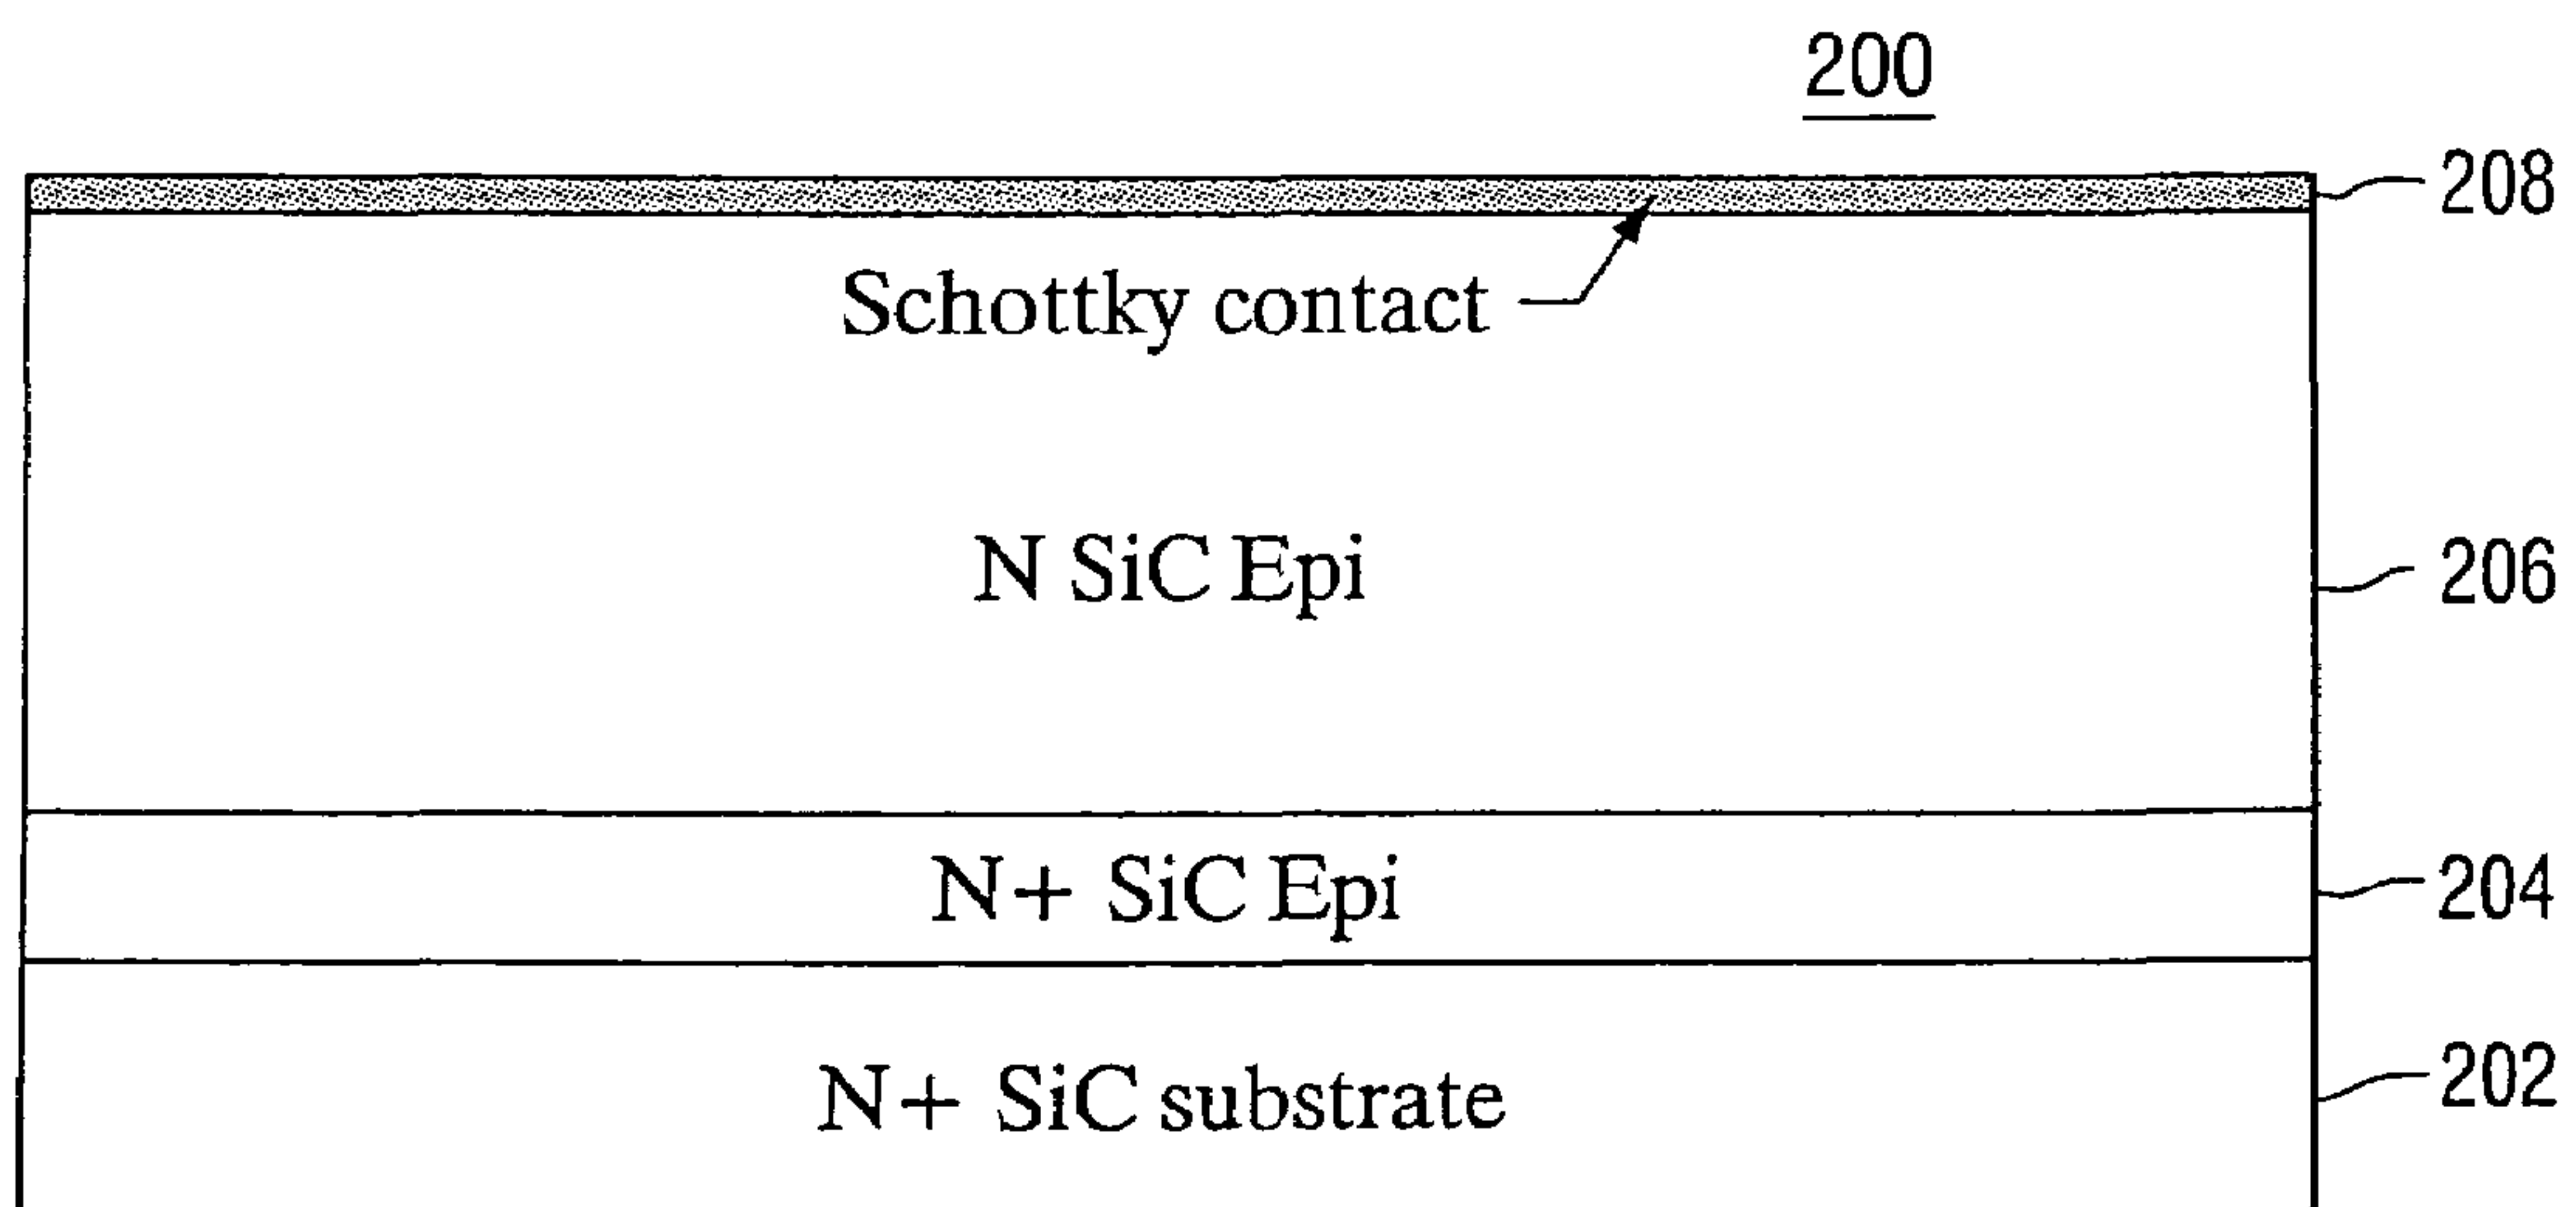 200
208
Schottky contact
N SiC Epi
206
N+ SiC Epi
204
N+ SiC substrate
202